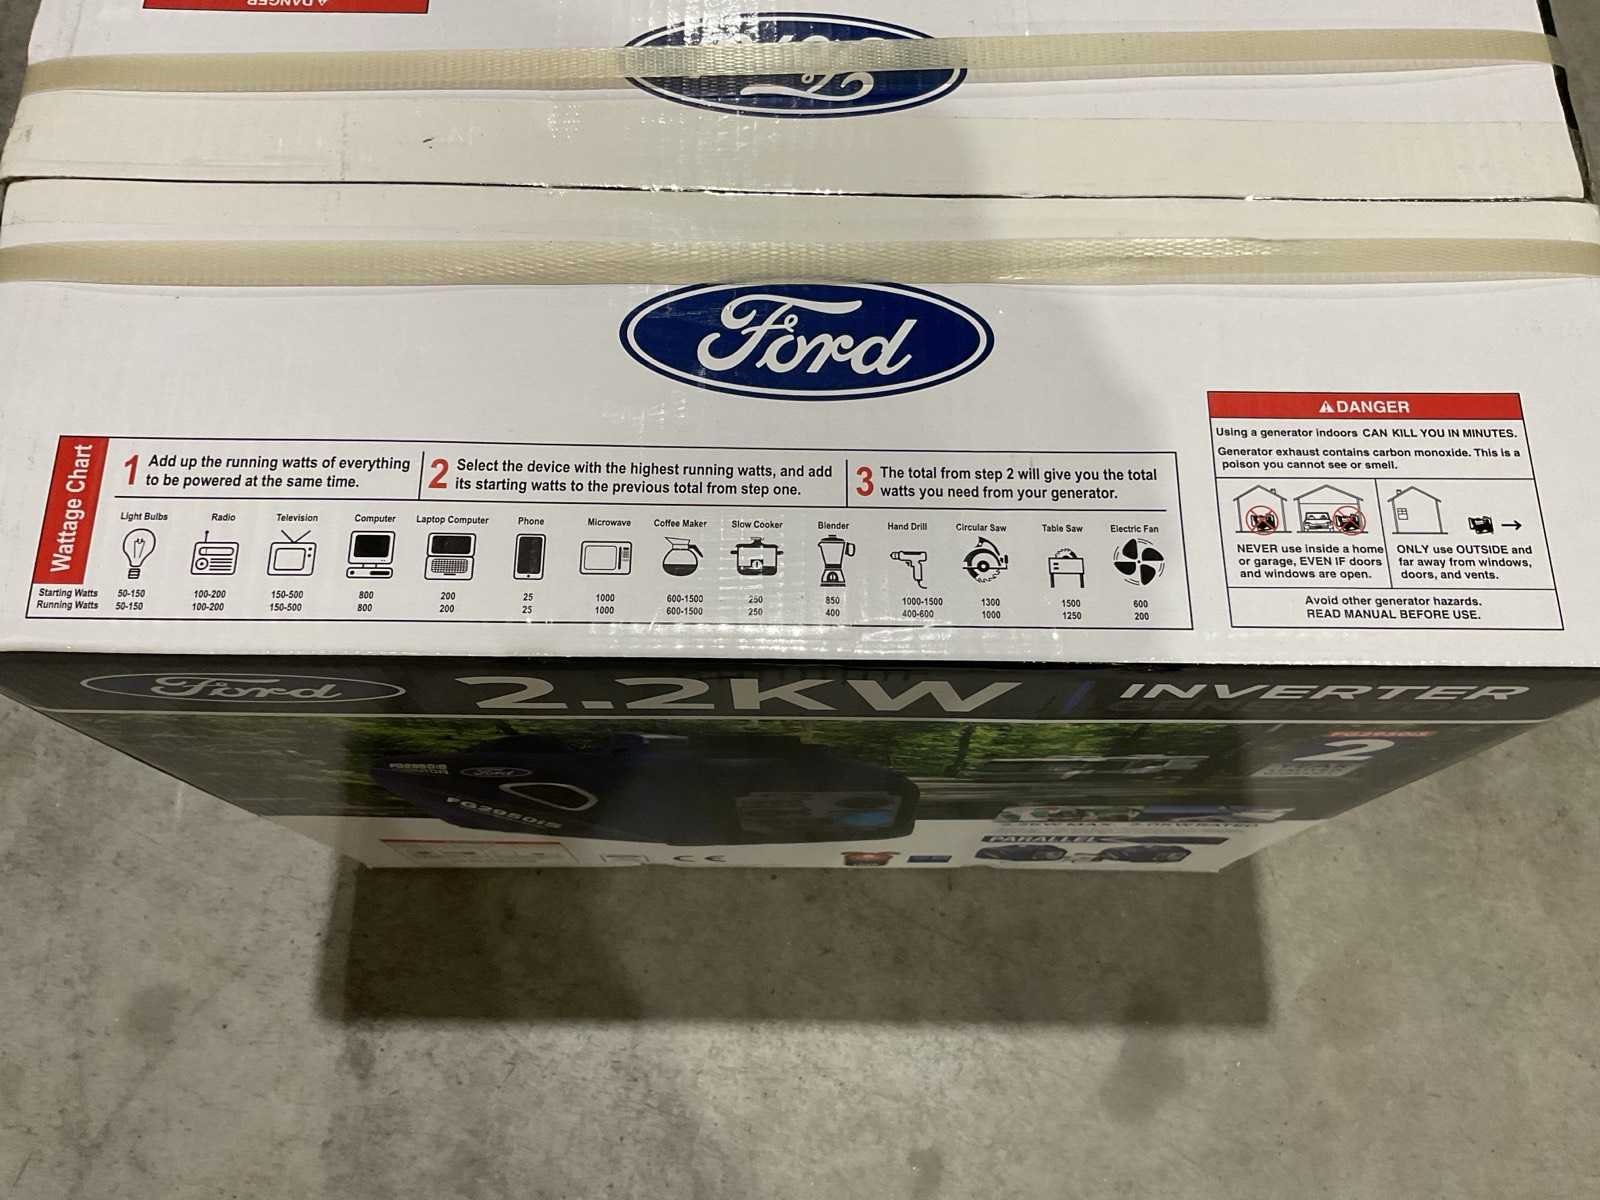 DANGER
Ford
Ford
Wattage Chart
1 Add up the running watts of everything
to be powered at the same time.
2 Select the device with the highest running watts, and add
its starting watts to the previous total from step one.
3 The total from step 2 will give you the total
watts you need from your generator.
Light Bulbs Radio Television Computer Laptop Computer Phone Microwave Coffee Maker Slow Cooker Blender Hand Drill Circular Saw Table Saw Electric Fan
Starting Watts 50-150 100-200 150-500 800 200 25 1000 600-1500 250 850 1000-1500 1300 1500 600
Running Watts 50-150 100-200 150-500 800 200 25 1000 600-1500 250 400 400-600 1000 1250 200
DANGER
Using a generator indoors CAN KILL YOU IN MINUTES.
Generator exhaust contains carbon monoxide. This is a
poison you cannot see or smell.
NEVER use inside a home
or garage, EVEN IF doors
and windows are open.
ONLY use OUTSIDE and
far away from windows,
doors, and vents.
Avoid other generator hazards.
READ MANUAL BEFORE USE.
Ford 2.2KW INVERTER
GENERATOR
FG2950iS
2
Ford
FG2950iS
PARALLEL
CE